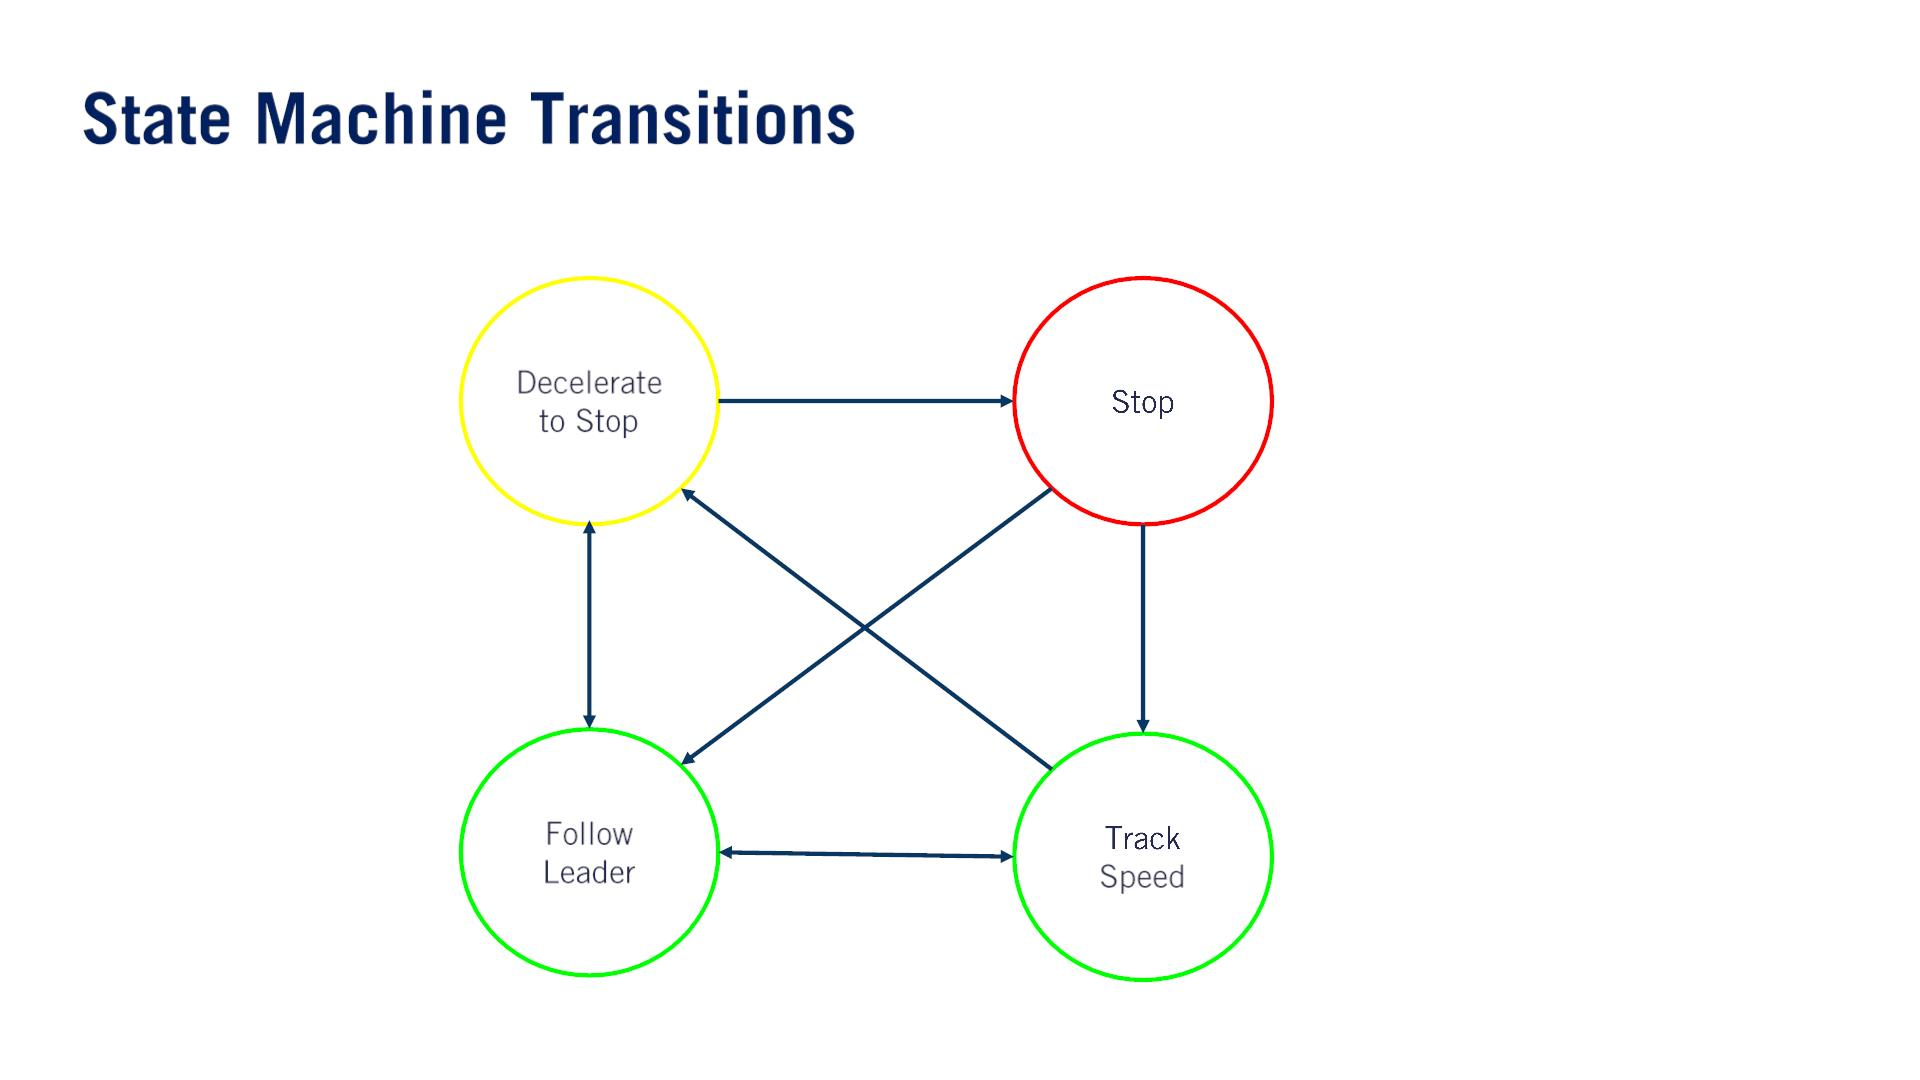 State Machine Transitions
Decelerate
to Stop
Stop
Follow
Leader
Track
Speed